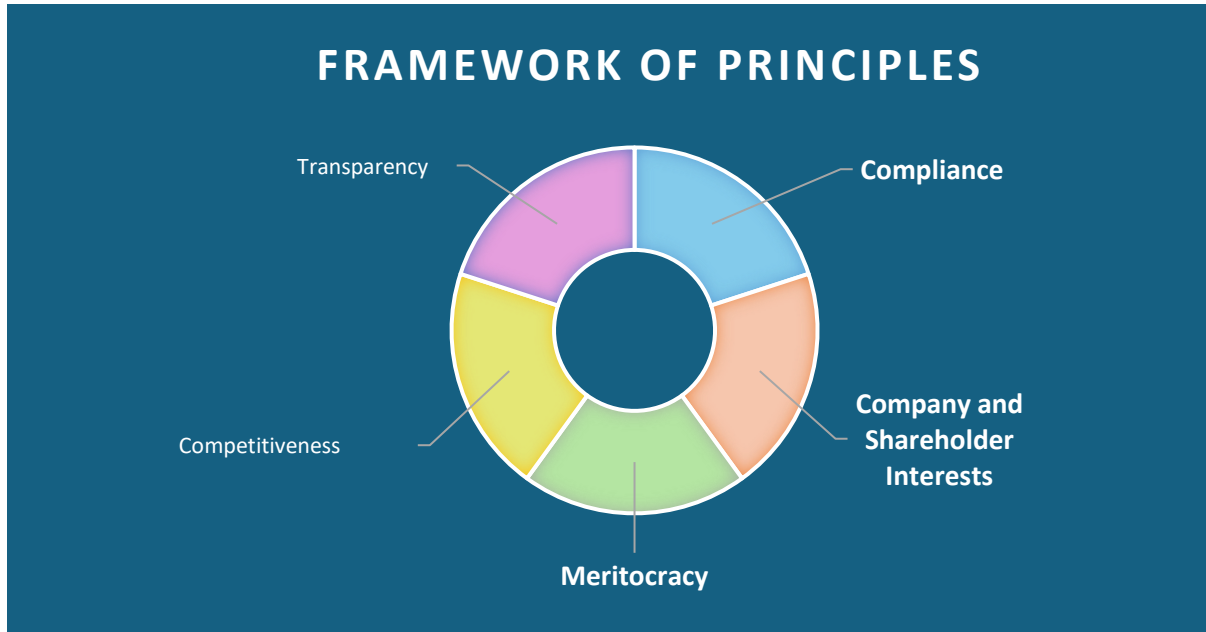 FRAMEWORK OF PRINCIPLES
Transparency
Compliance
Company and
Shareholder
Interests
Competitiveness
Meritocracy